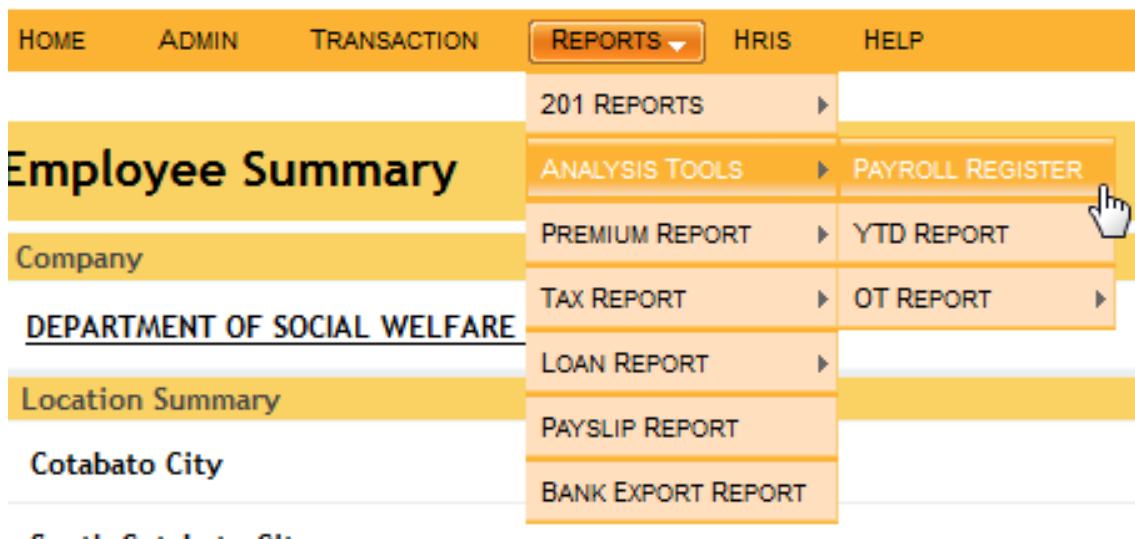 HOME ADMIN TRANSACTION REPORTS HRIS HELP
201 REPORTS
Employee Summary
ANALYSIS TOOLS PAYROLL REGISTER
PREMIUM REPORT YTD REPORT
Company
TAX REPORT OT REPORT
DEPARTMENT OF SOCIAL WELFARE
LOAN REPORT
Location Summary
PAYSLIP REPORT
Cotabato City
BANK EXPORT REPORT